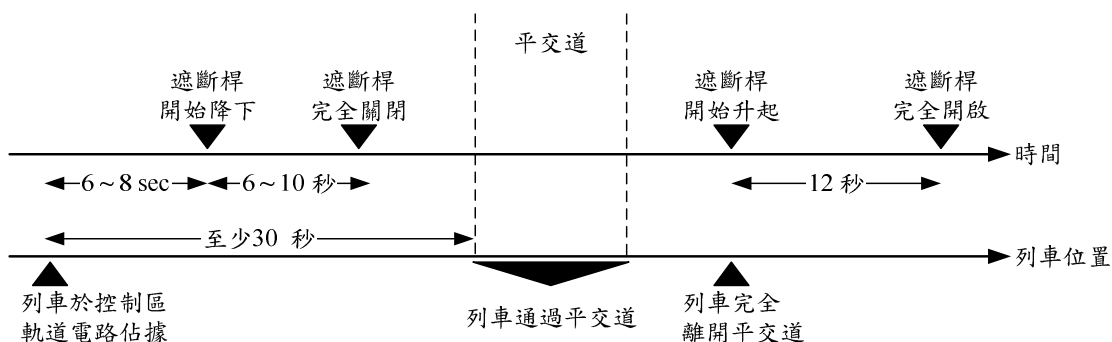 平交道
遮斷桿
開始降下
遮斷桿
完全關閉
遮斷桿
開始升起
遮斷桿
完全開啟
時間
6~8 sec
6~10 秒
12 秒
至少30 秒
列車位置
列車於控制區
軌道電路佔據
列車通過平交道
列車完全
離開平交道